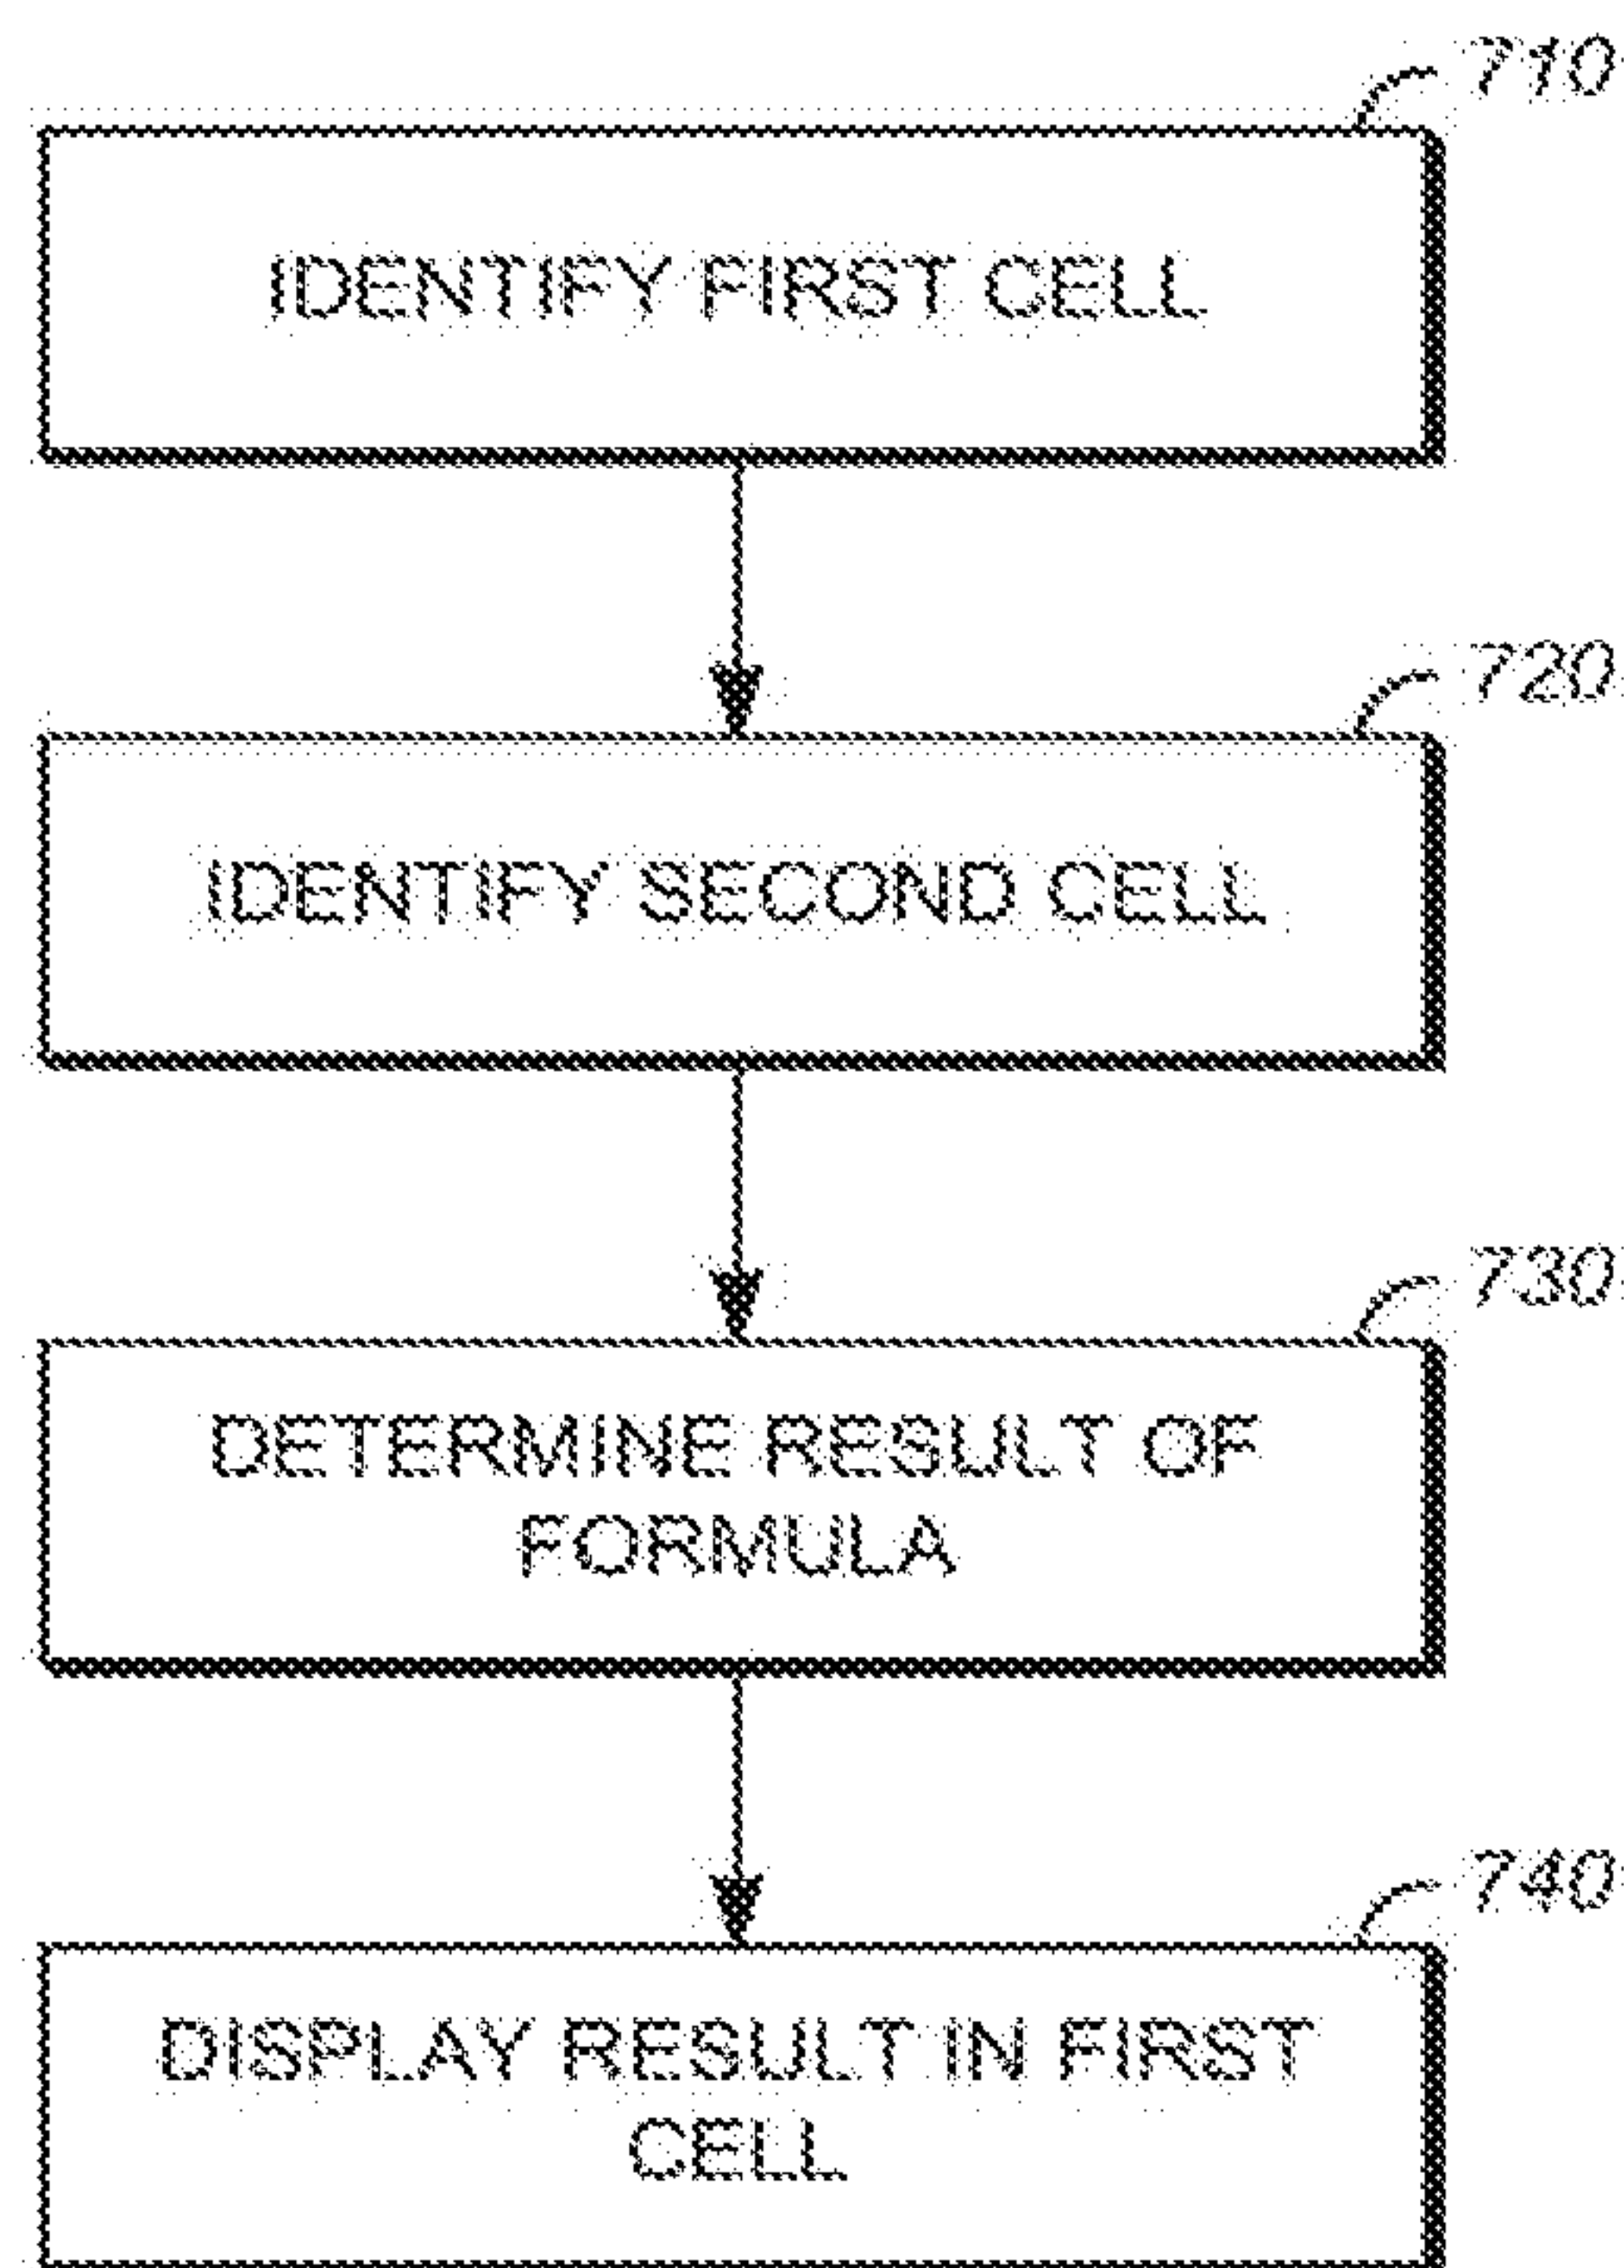 710
IDENTIFY FIRST CELL
720
IDENTIFY SECOND CELL
730
DETERMINE RESULT OF
FORMULA
740
DISPLAY RESULT IN FIRST
CELL